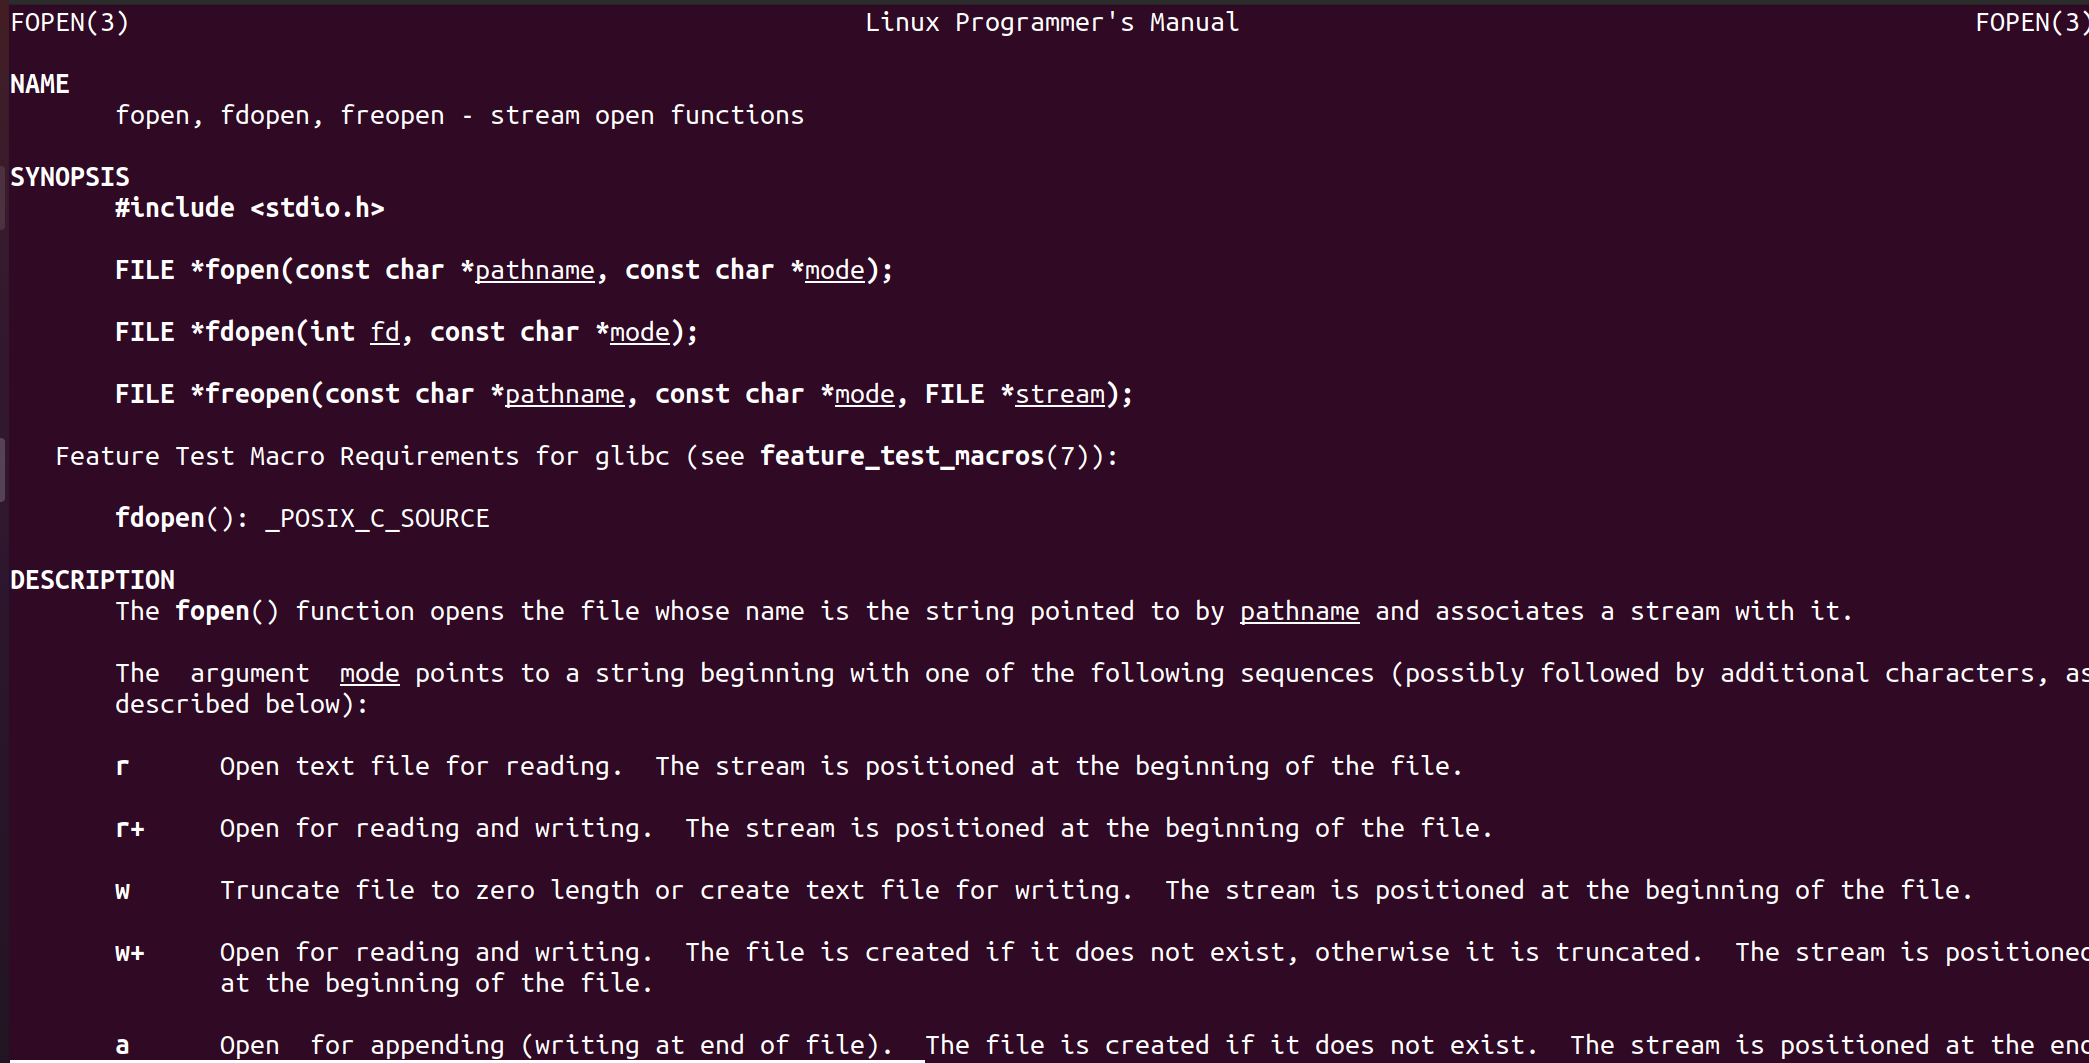 FOPEN(3) Linux Programmer's Manual FOPEN(3)
NAME
fopen, fdopen, freopen - stream open functions
SYNOPSIS
#include <stdio.h>
FILE *fopen(const char *pathname, const char *mode);
FILE *fdopen(int fd, const char *mode);
FILE *freopen(const char *pathname, const char *mode, FILE *stream);
Feature Test Macro Requirements for glibc (see feature_test_macros(7)):
fdopen(): _POSIX_C_SOURCE
DESCRIPTION
The fopen() function opens the file whose name is the string pointed to by pathname and associates a stream with it.
The  argument  mode points to a string beginning with one of the following sequences (possibly followed by additional characters, as
described below):
r Open text file for reading.  The stream is positioned at the beginning of the file.
r+ Open for reading and writing.  The stream is positioned at the beginning of the file.
w Truncate file to zero length or create text file for writing.  The stream is positioned at the beginning of the file.
w+ Open for reading and writing.  The file is created if it does not exist, otherwise it is truncated.  The stream is positioned
at the beginning of the file.
a Open  for appending (writing at end of file).  The file is created if it does not exist.  The stream is positioned at the end